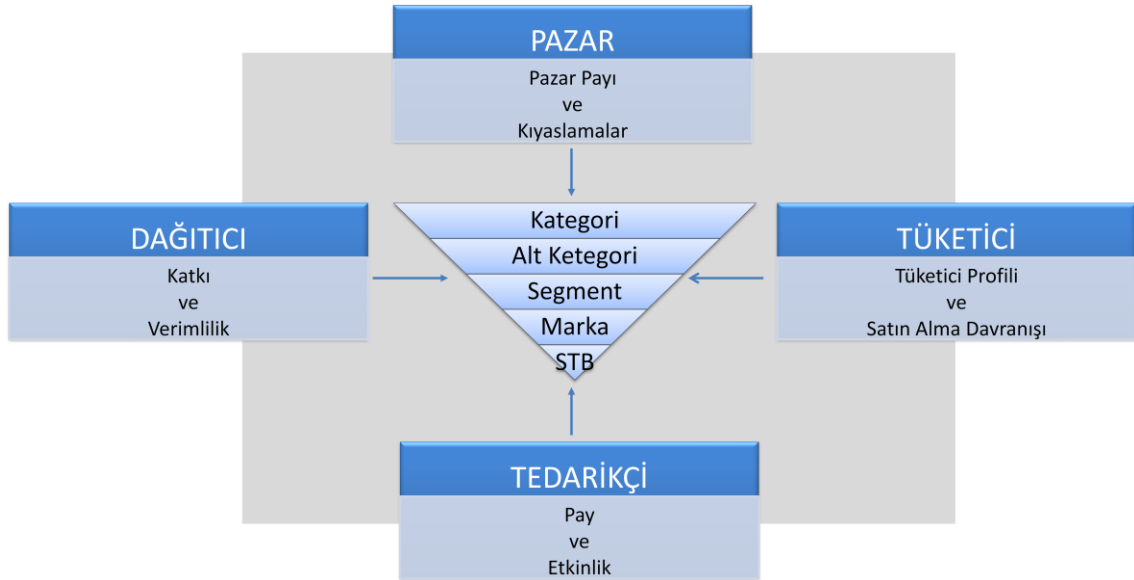 PAZAR
Pazar Payı
ve
Kıyaslamalar
DAĞITICI
Katkı
ve
Verimlilik
Kategori
Alt Ketegori
Segment
Marka
STB
TÜKETİCİ
Tüketici Profili
ve
Satın Alma Davranışı
TEDARİKÇİ
Pay
ve
Etkinlik